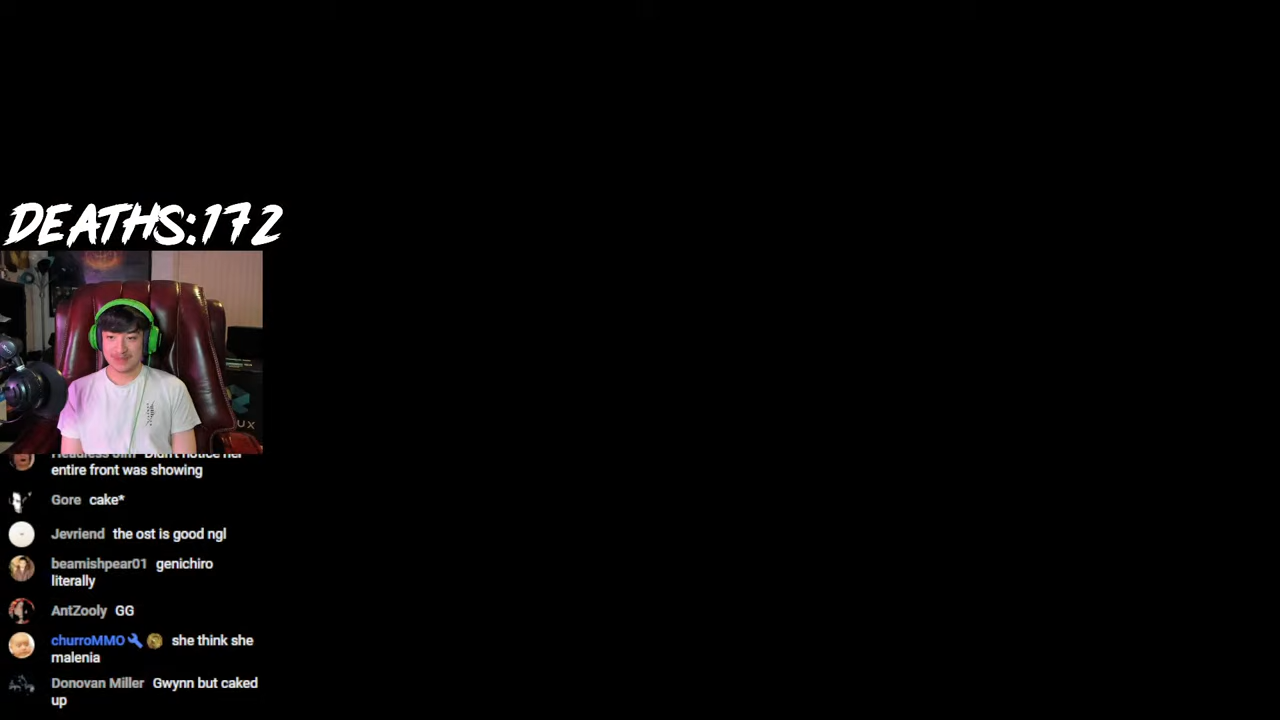 DEATHS:172
UX
entire front was showing
Gore cake*
Jevriend the ost is good ngl
beamishpear01 genichiro
literally
AntZooly GG
churroMMO she think she
malenia
Donovan Miller Gwynn but caked
up